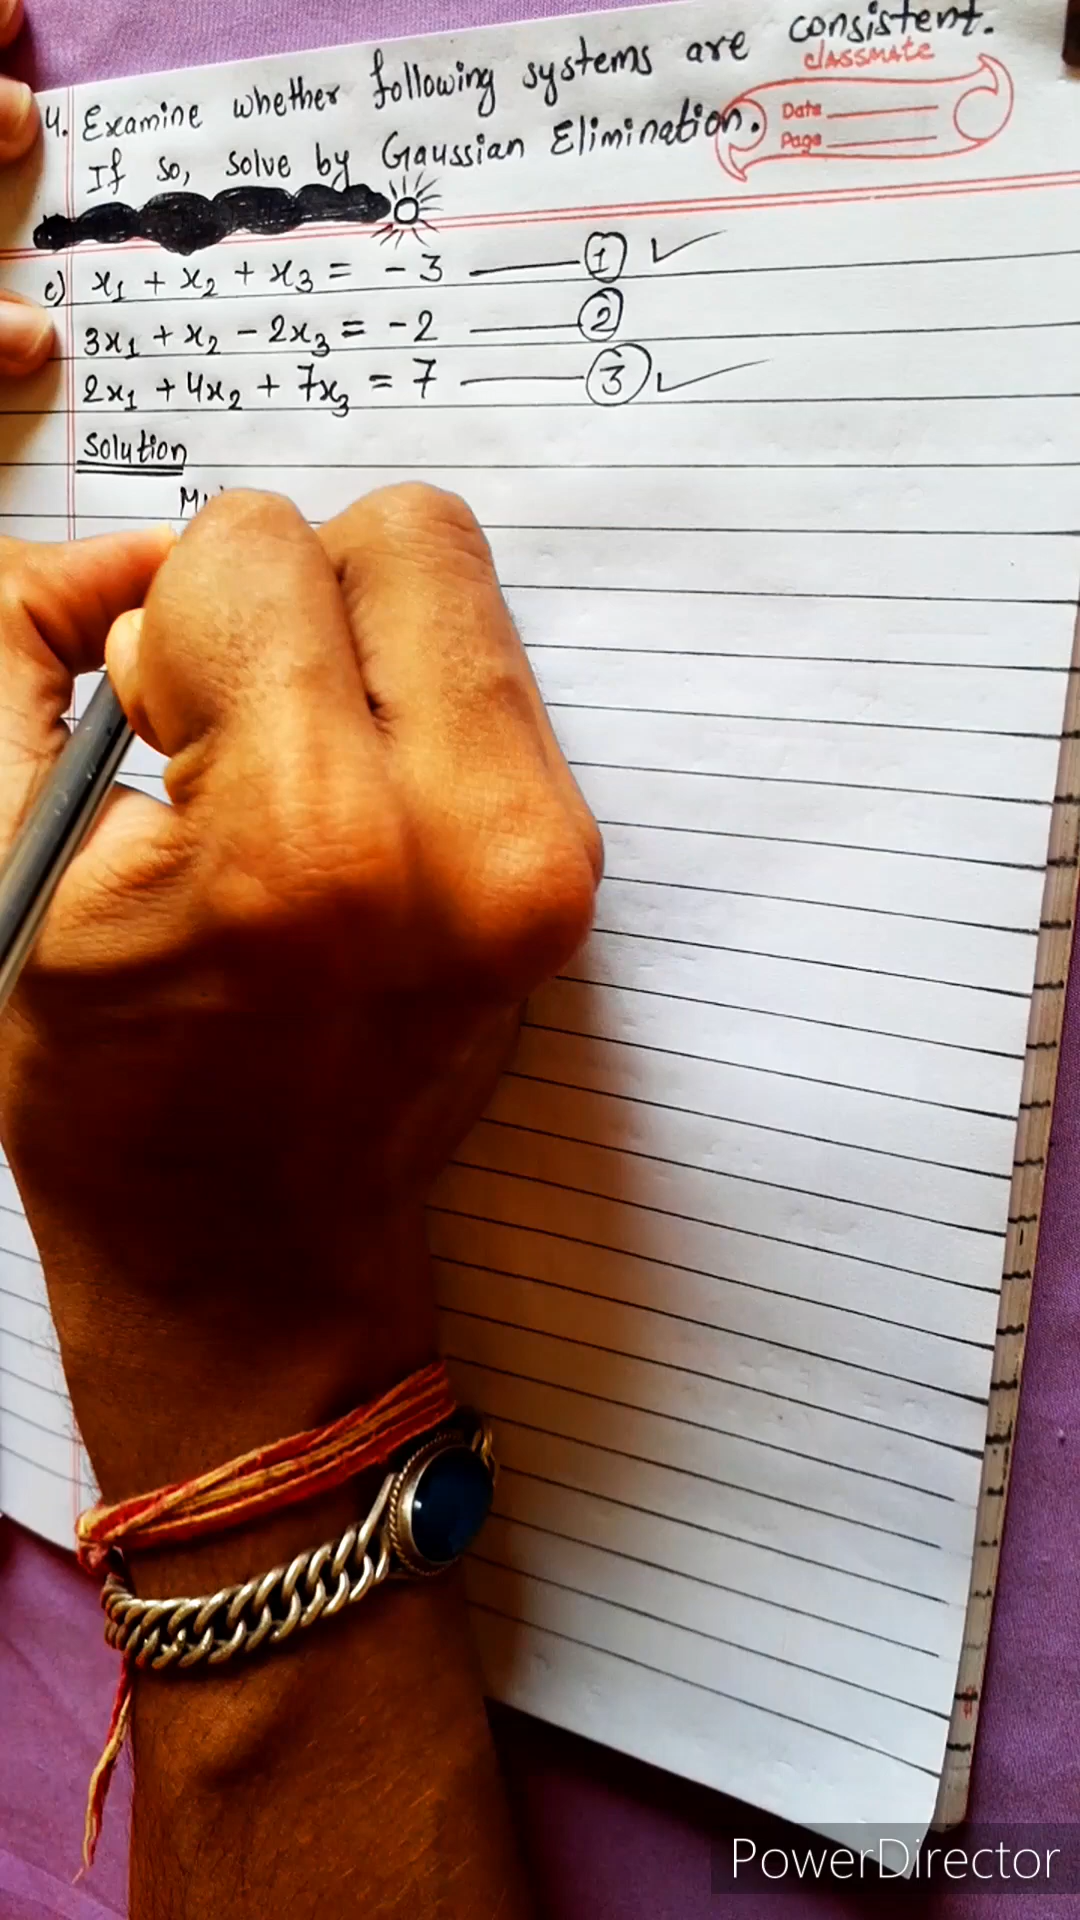 4. Examine whether following systems are consistent.
If so, solve by Gaussian Elimination.
classmate
Date
Page
c) x₁ + x₂ + x₃ = -3 ——— ① ✓
3x₁ + x₂ - 2x₃ = -2 ——— ②
2x₁ + 4x₂ + 7x₃ = 7 ——— ③ ✓
Solution
PowerDirector